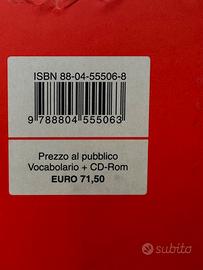 ISBN 88-04-55506-8
9 788804 555063
Prezzo al pubblico
Vocabolario + CD-Rom
EURO 71,50
subito